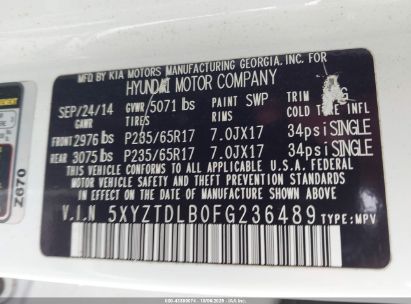 MFD BY KIA MOTORS MANUFACTURING GEORGIA, INC. FOR
HYUNDAI MOTOR COMPANY
SEP/24/14 GVWR/5071 lbs PAINT SWP TRIM
TIRES RIMS COLD TIRE INFL
FRONT 2976 lbs P235/65R17 7.0JX17 34psi SINGLE
REAR 3075 lbs P235/65R17 7.0JX17 34psi SINGLE
THIS VEHICLE CONFORMS TO ALL APPLICABLE U.S.A. FEDERAL
MOTOR VEHICLE SAFETY AND THEFT PREVENTION STANDARDS
IN EFFECT ON THE DATE OF MANUFACTURE SHOWN ABOVE.
V.I.N 5XYZTDLB0FG236489 TYPE:MPV
Z670